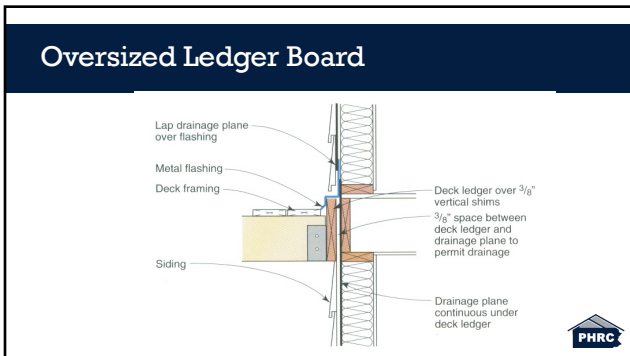 Oversized Ledger Board
Lap drainage plane
over flashing
Metal flashing
Deck framing
Siding
Deck ledger over 3/8"
vertical shims
3/8" space between
deck ledger and
drainage plane to
permit drainage
Drainage plane
continuous under
deck ledger
PHRC